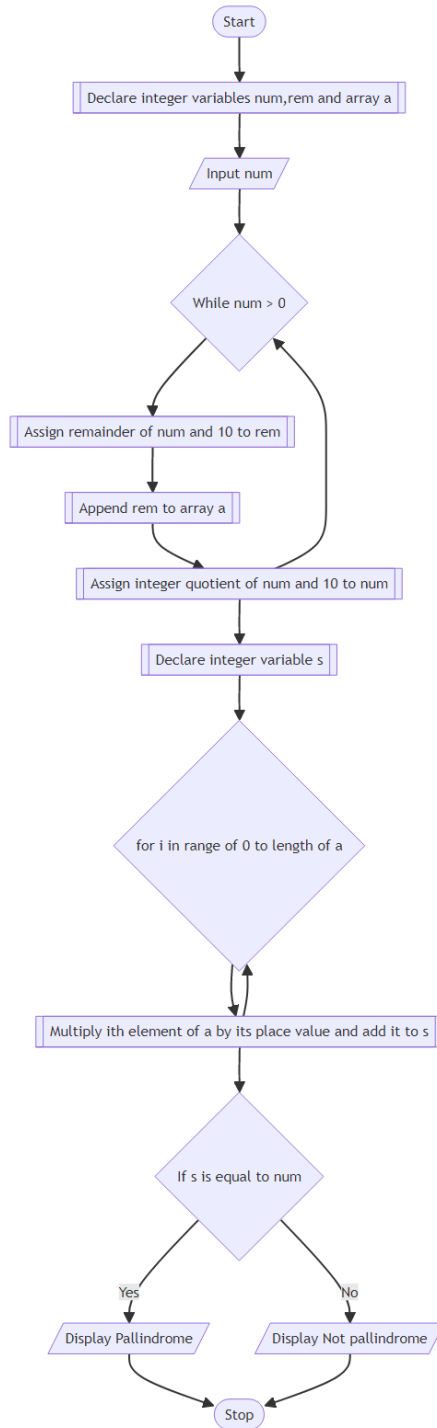 Start
Declare integer variables num,rem and array a
Input num
While num > 0
Assign remainder of num and 10 to rem
Append rem to array a
Assign integer quotient of num and 10 to num
Declare integer variable s
for i in range of 0 to length of a
Multiply ith element of a by its place value and add it to s
If s is equal to num
Yes
No
Display Pallindrome
Display Not pallindrome
Stop